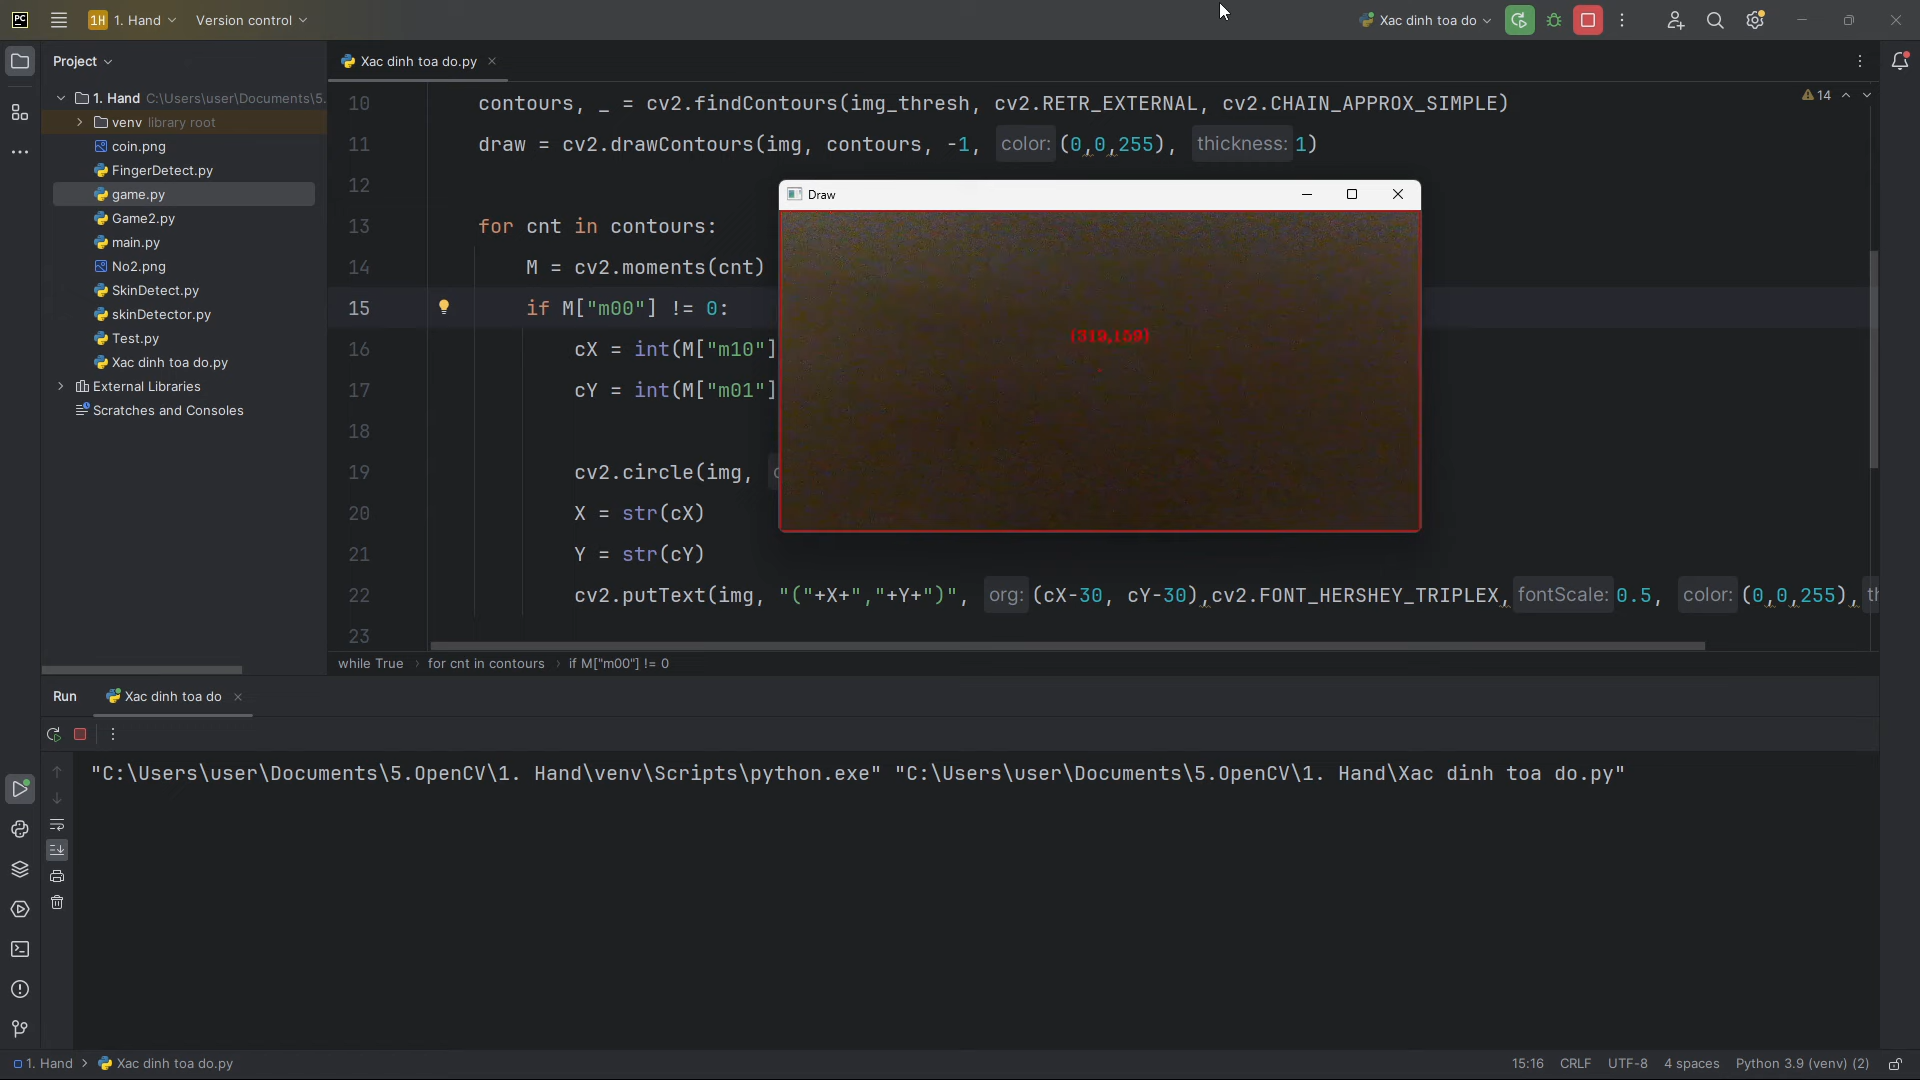 PC 1H 1. Hand Version control Xac dinh toa do
Project
Xac dinh toa do.py
1. Hand C:\Users\user\Documents\5.
venv library root
coin.png
FingerDetect.py
game.py
Game2.py
main.py
No2.png
SkinDetect.py
skinDetector.py
Test.py
Xac dinh toa do.py
External Libraries
Scratches and Consoles
14
10 contours, _ = cv2.findContours(img_thresh, cv2.RETR_EXTERNAL, cv2.CHAIN_APPROX_SIMPLE)
11 draw = cv2.drawContours(img, contours, -1, color: (0,0,255), thickness: 1)
12
13 for cnt in contours:
14 M = cv2.moments(cnt)
15 if M["m00"] != 0:
16 cX = int(M["m10"]
17 cY = int(M["m01"]
18
19 cv2.circle(img,
20 X = str(cX)
21 Y = str(cY)
22 cv2.putText(img, "("+X+","+Y+")", org: (cX-30, cY-30),cv2.FONT_HERSHEY_TRIPLEX, fontScale: 0.5, color: (0,0,255),
23
Draw
(319,159)
while True for cnt in contours if M["m00"] != 0
Run Xac dinh toa do
"C:\Users\user\Documents\5.OpenCV\1. Hand\venv\Scripts\python.exe" "C:\Users\user\Documents\5.OpenCV\1. Hand\Xac dinh toa do.py"
1. Hand Xac dinh toa do.py
15:16 CRLF UTF-8 4 spaces Python 3.9 (venv) (2)